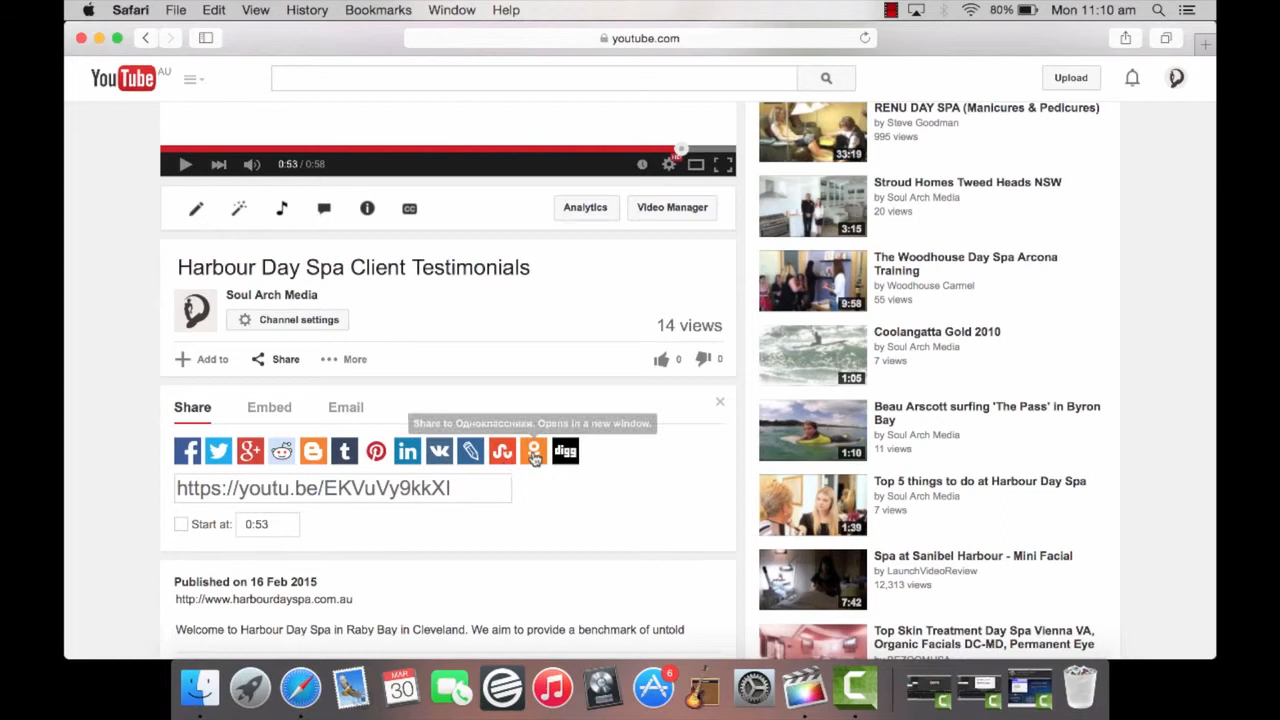 Safari File Edit View History Bookmarks Window Help 80% Mon 11:10 am
youtube.com
YouTube AU
Upload
0:53 / 0:58
HD
Analytics Video Manager
CC
Harbour Day Spa Client Testimonials
Soul Arch Media
Channel settings
14 views
Add to Share More 0 0
Share Embed Email
Share to Одноклассники. Opens in a new window.
digg
https://youtu.be/EKVuVy9kkXI
Start at: 0:53
Published on 16 Feb 2015
http://www.harbourdayspa.com.au
Welcome to Harbour Day Spa in Raby Bay in Cleveland. We aim to provide a benchmark of untold
RENU DAY SPA (Manicures & Pedicures)
by Steve Goodman
995 views
33:19
Stroud Homes Tweed Heads NSW
by Soul Arch Media
20 views
3:15
The Woodhouse Day Spa Arcona
Training
by Woodhouse Carmel
55 views
9:58
Coolangatta Gold 2010
by Soul Arch Media
7 views
1:05
Beau Arscott surfing 'The Pass' in Byron
Bay
by Soul Arch Media
11 views
1:10
Top 5 things to do at Harbour Day Spa
by Soul Arch Media
7 views
1:39
Spa at Sanibel Harbour - Mini Facial
by LaunchVideoReview
12,313 views
7:42
Top Skin Treatment Day Spa Vienna VA,
Organic Facials DC-MD, Permanent Eye
MAR
30
6